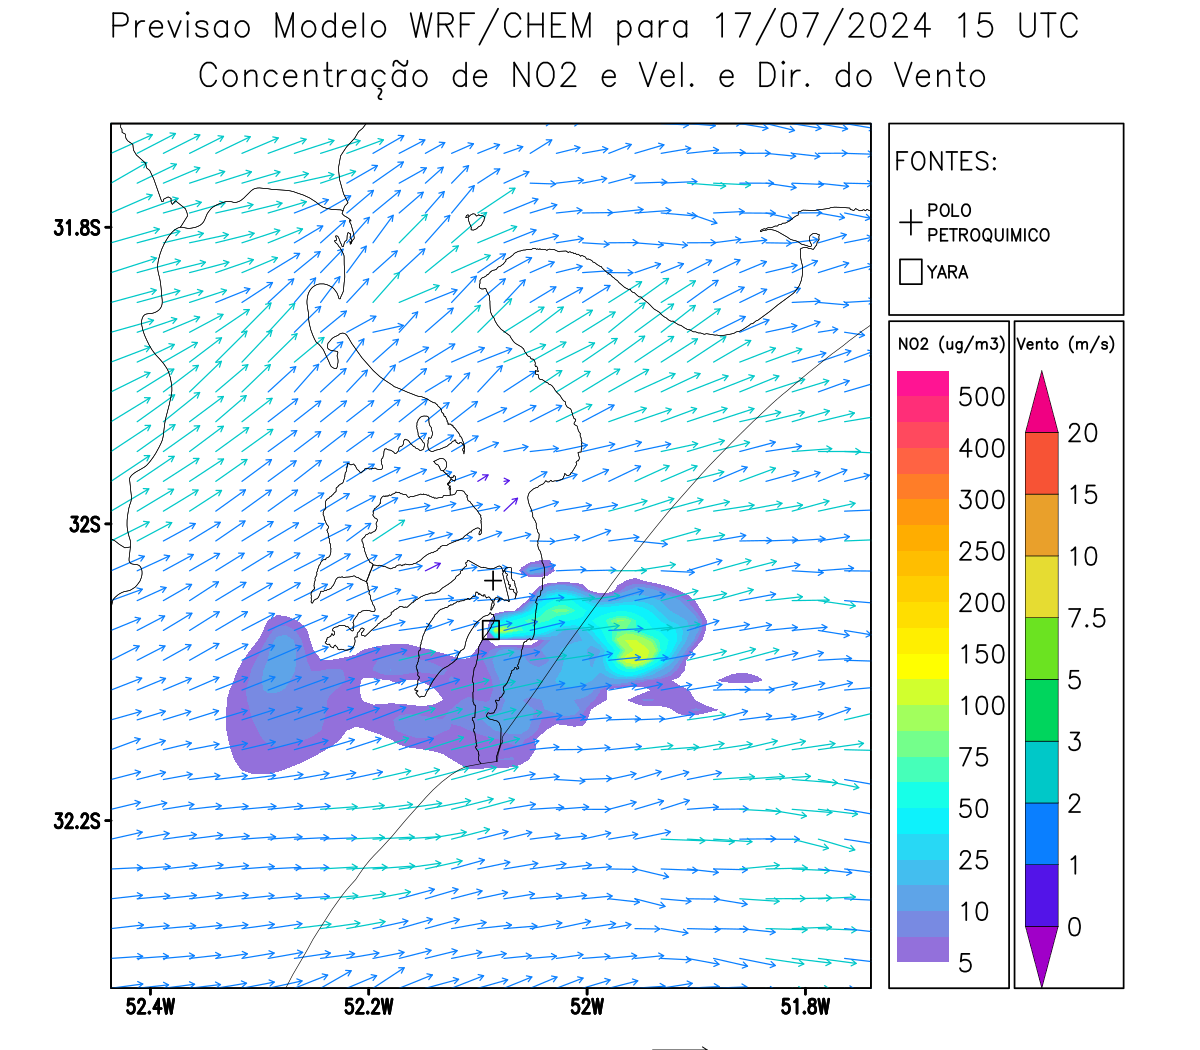 Previsao Modelo WRF/CHEM para 17/07/2024 15 UTC
Concentração de NO2 e Vel. e Dir. do Vento
FONTES:
POLO
PETROQUIMICO
YARA
31.8S
32S
32.2S
52.4W
52.2W
52W
51.8W
NO2 (ug/m3)
500
400
300
250
200
150
100
75
50
25
10
5
Vento (m/s)
20
15
10
7.5
5
3
2
1
0